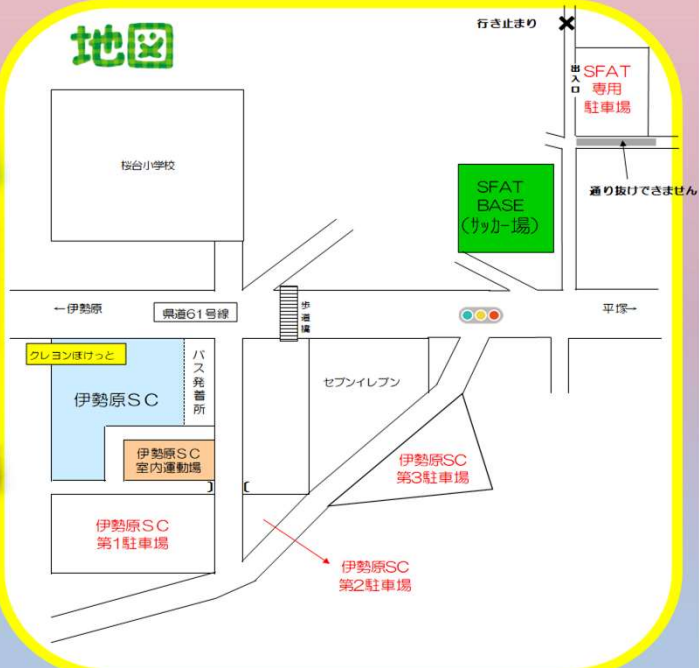 地図
行き止まり
出入口
SFAT
専用
駐車場
桜台小学校
SFAT
BASE
(サッカー場)
通り抜けできません
←伊勢原
県道61号線
歩道橋
平塚→
クレヨンぽけっと
バス発着所
伊勢原SC
セブンイレブン
伊勢原SC
室内運動場
伊勢原SC
第3駐車場
伊勢原SC
第1駐車場
伊勢原SC
第2駐車場